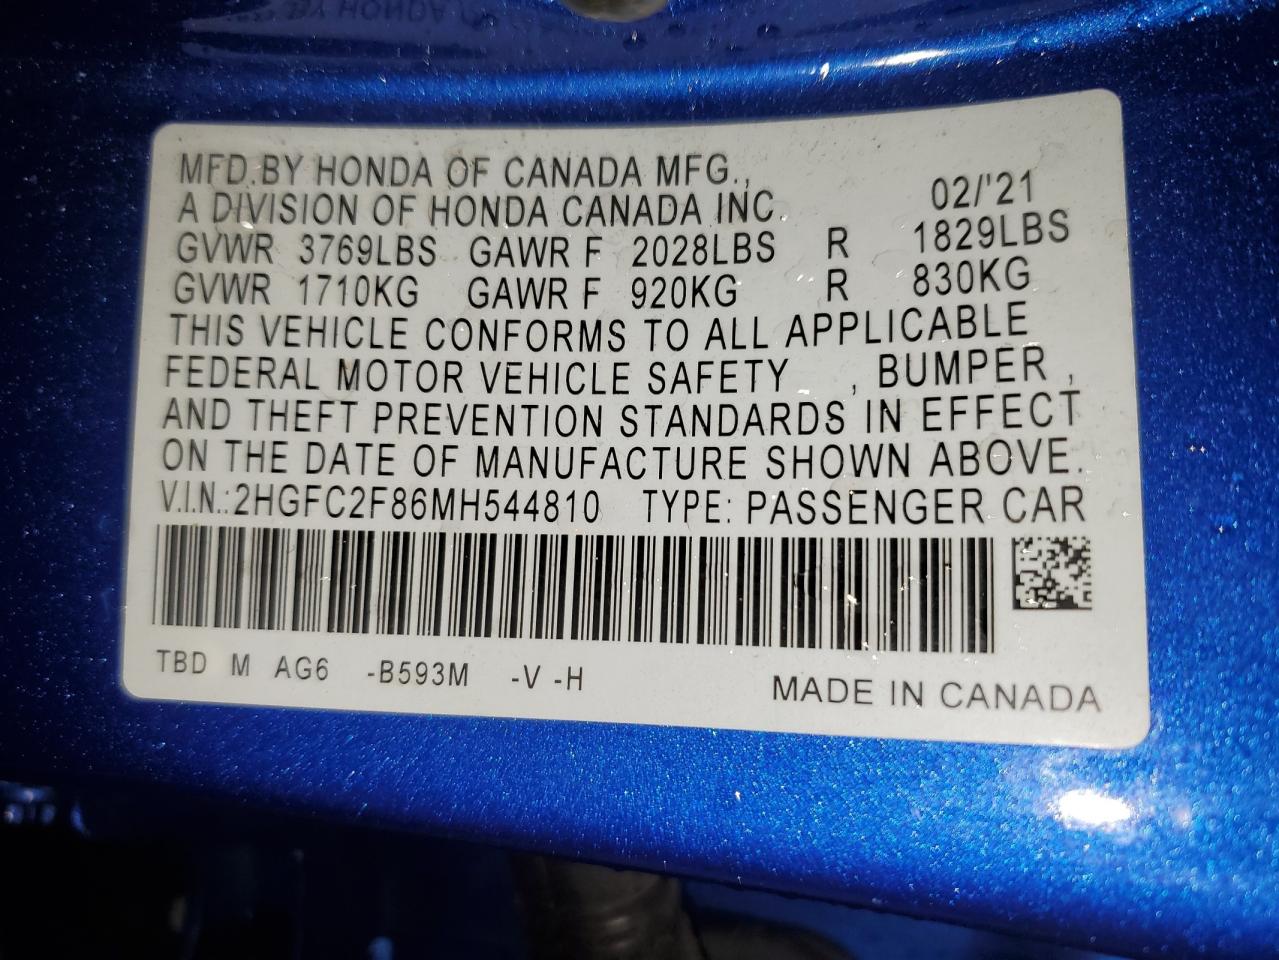 MFD.BY HONDA OF CANADA MFG.,
A DIVISION OF HONDA CANADA INC. 02/'21
GVWR 3769LBS GAWR F 2028LBS R 1829LBS
GVWR 1710KG GAWR F 920KG R 830KG
THIS VEHICLE CONFORMS TO ALL APPLICABLE
FEDERAL MOTOR VEHICLE SAFETY , BUMPER ,
AND THEFT PREVENTION STANDARDS IN EFFECT
ON THE DATE OF MANUFACTURE SHOWN ABOVE.
V.I.N.:2HGFC2F86MH544810 TYPE: PASSENGER CAR
TBD M AG6 -B593M -V -H
MADE IN CANADA